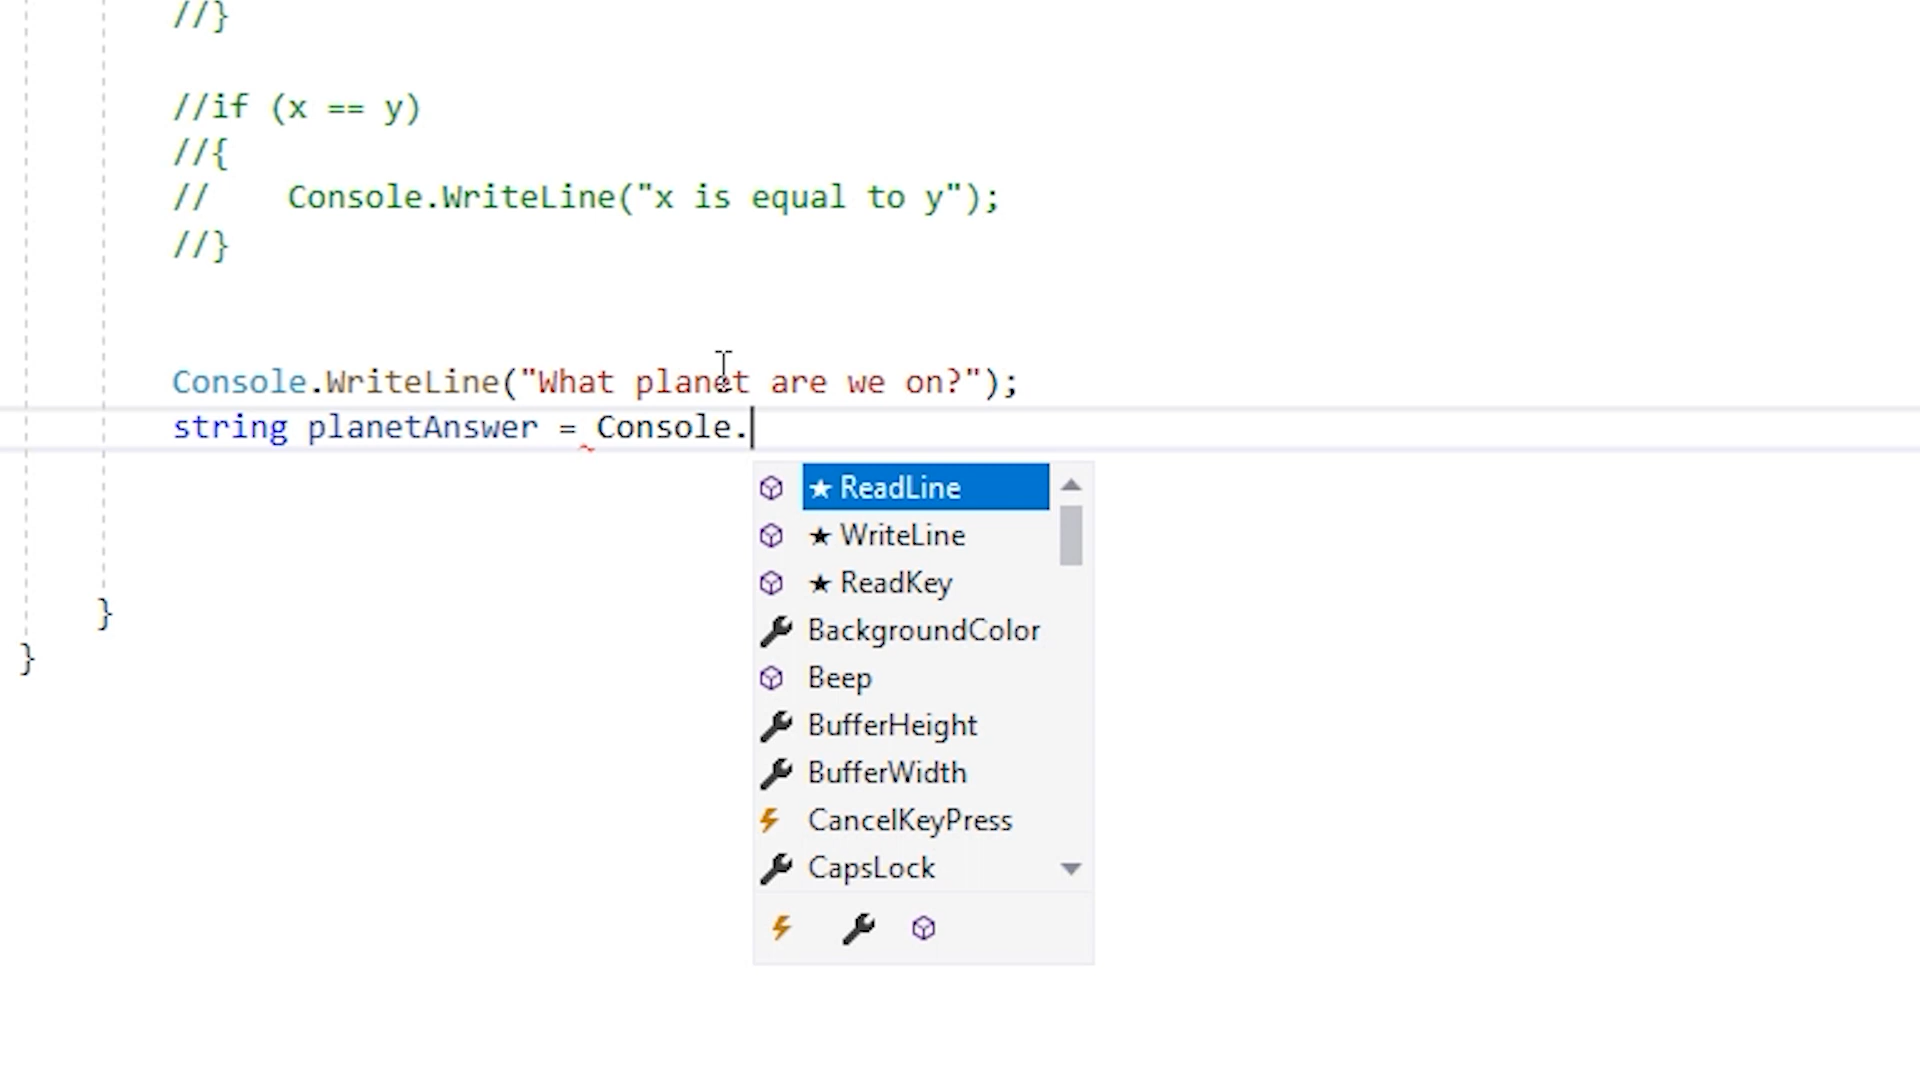 //}
//if (x == y)
//{
//    Console.WriteLine("x is equal to y");
//}
Console.WriteLine("What planet are we on?");
string planetAnswer = Console.
★ ReadLine
★ WriteLine
★ ReadKey
BackgroundColor
Beep
BufferHeight
BufferWidth
CancelKeyPress
CapsLock
}
}